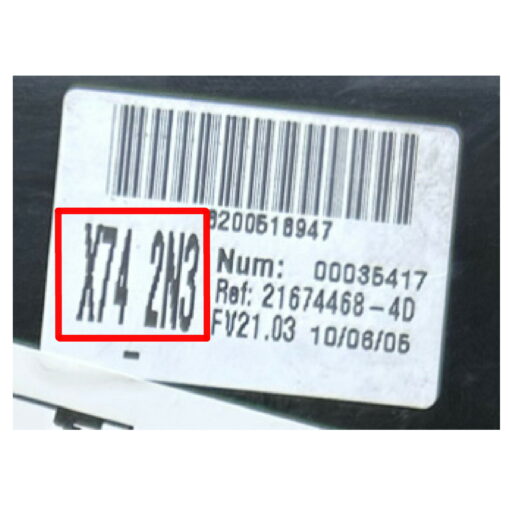 8200518947
X74 2N3
Num: 00035417
Ref: 21674468-4D
FV21.03 10/06/05